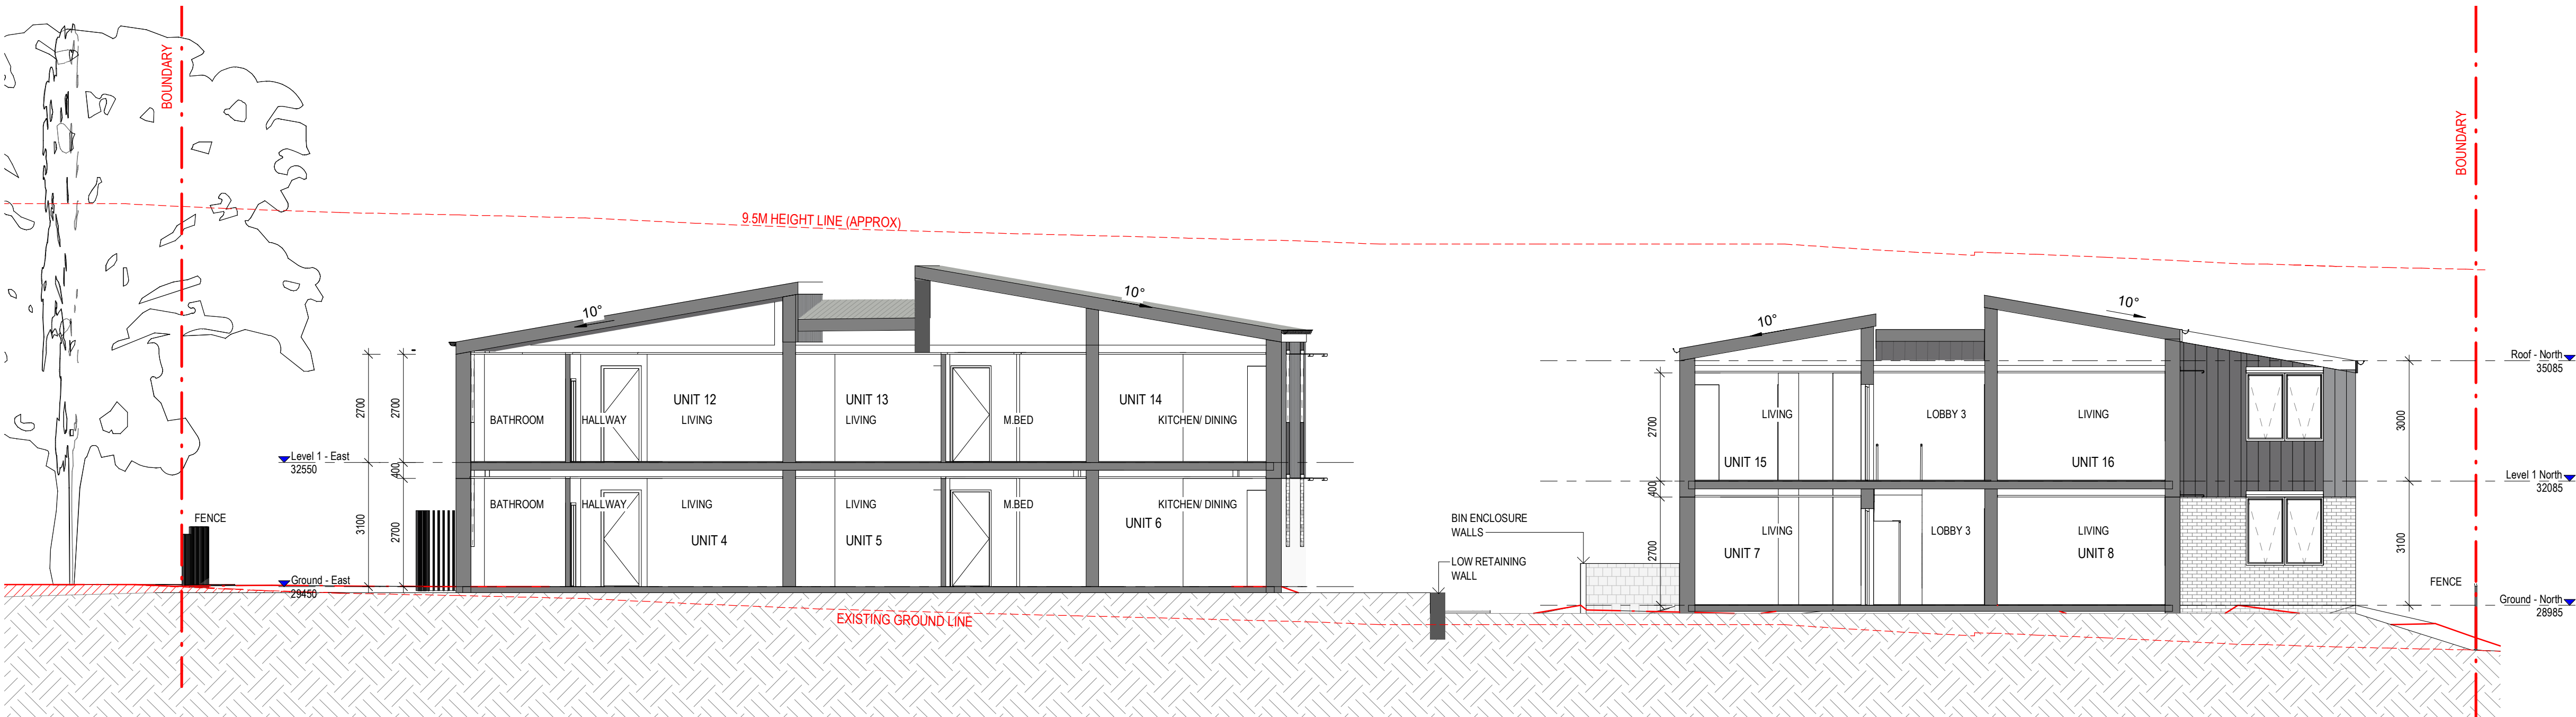 BOUNDARY
BOUNDARY
9.5M HEIGHT LINE (APPROX)
10°
10°
10°
10°
Roof - North
35085
2700
2700
UNIT 12
UNIT 13
UNIT 14
BATHROOM
HALLWAY
LIVING
LIVING
M.BED
KITCHEN/ DINING
2700
LIVING
LOBBY 3
LIVING
3000
Level 1 - East
32550
400
UNIT 15
UNIT 16
Level 1 North
32085
400
BATHROOM
HALLWAY
LIVING
LIVING
M.BED
KITCHEN/ DINING
FENCE
3100
2700
UNIT 4
UNIT 5
UNIT 6
BIN ENCLOSURE
WALLS
LOW RETAINING
WALL
2700
LIVING
LOBBY 3
LIVING
UNIT 7
UNIT 8
3100
FENCE
Ground - East
29450
Ground - North
28985
EXISTING GROUND LINE